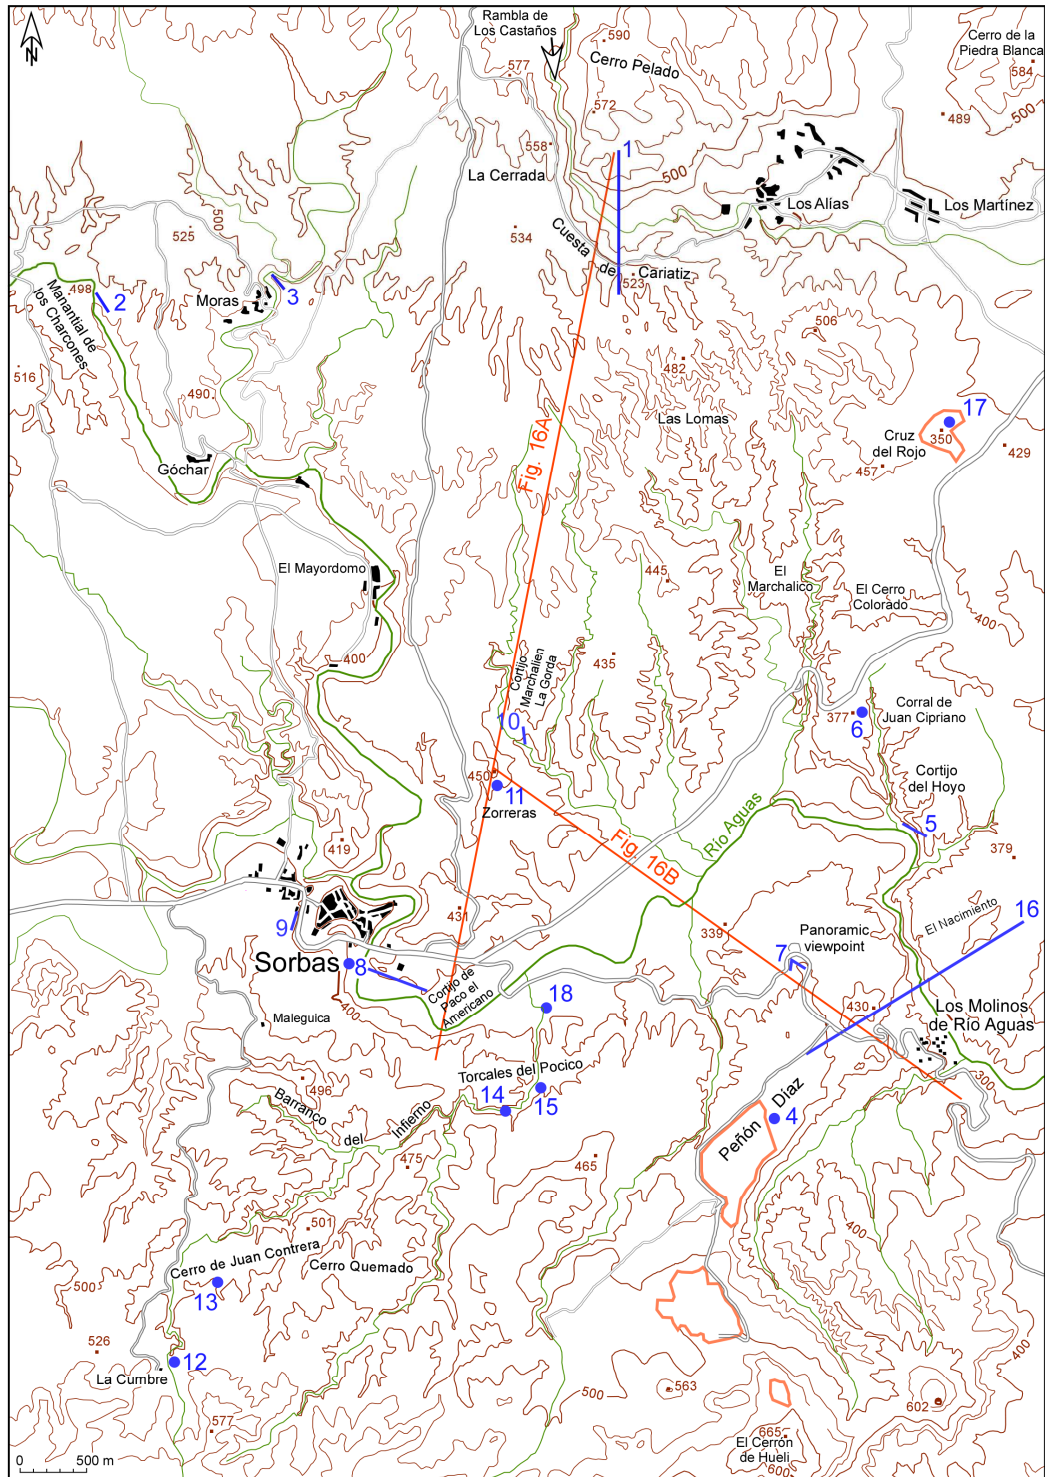 N
Rambla de
Los Castaños
590
577
Cerro Pelado
Cerro de la
Piedra Blanca
584
572
489
500
558
1
La Cerrada
500
Los Alías
Los Martínez
500
525
534
Cuesta de
Cariatiz
523
498
2
Moras
3
Manantial de
los Charcones
506
516
482
490
Las Lomas
17
Cruz
del Rojo
350
429
457
Góchar
Fig. 16A
El Mayordomo
445
El
Marchalico
El Cerro
Colorado
400
400
435
Cortijo
Marchalien
La Gorda
10
377
6
Corral de
Juan Cipriano
450
11
Zorreras
Cortijo
del Hoyo
Río Aguas
5
419
Fig. 16B
379
9
431
339
Panoramic
viewpoint
El Nacimiento
16
7
Sorbas
8
Cortijo de
Paco el
Americano
400
18
430
Los Molinos
de Río Aguas
Maleguica
Torcales del Pocico
300
496
14
15
Barranco
del
Infierno
Peñón
Díaz
4
475
465
400
501
Cerro de Juan Contrera
Cerro Quemado
13
500
526
12
La Cumbre
400
500
563
602
577
665
El Cerrón
de Hueli
600
0
500 m